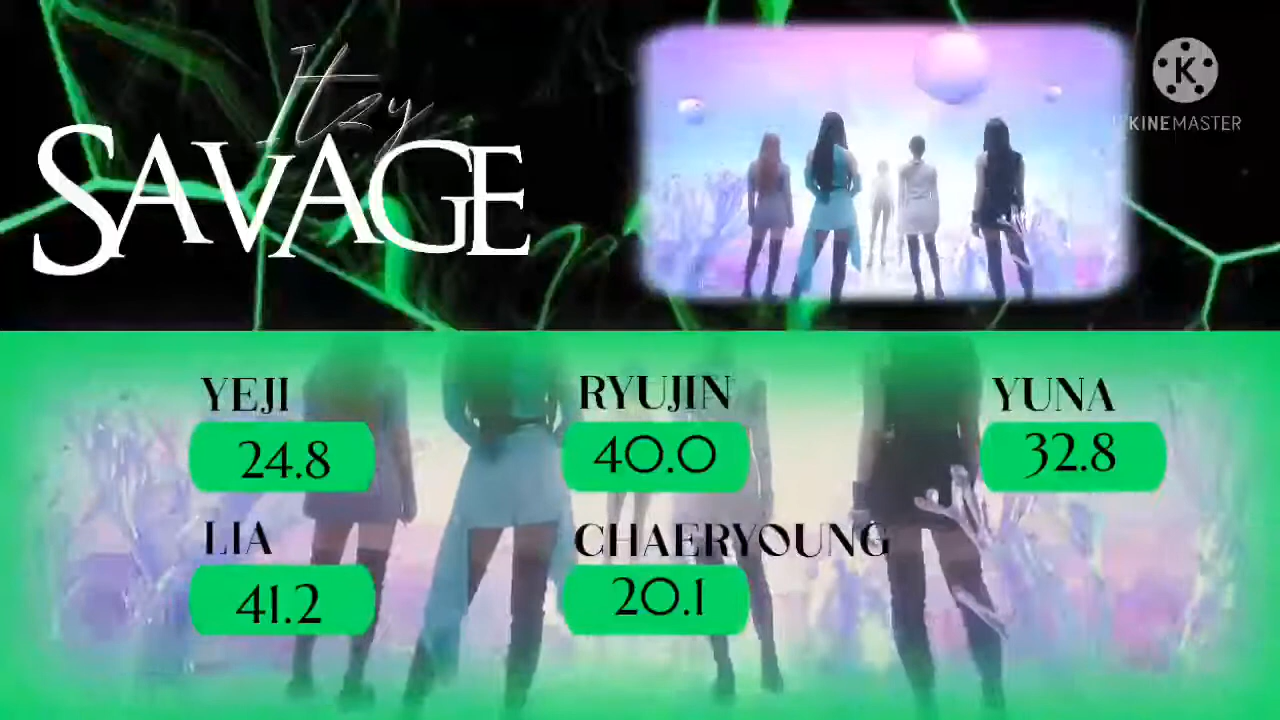 Itzy
SAVAGE
K
KINEMASTER
YEJI
24.8
RYUJIN
40.0
YUNA
32.8
LIA
41.2
CHAERYOUNG
20.1